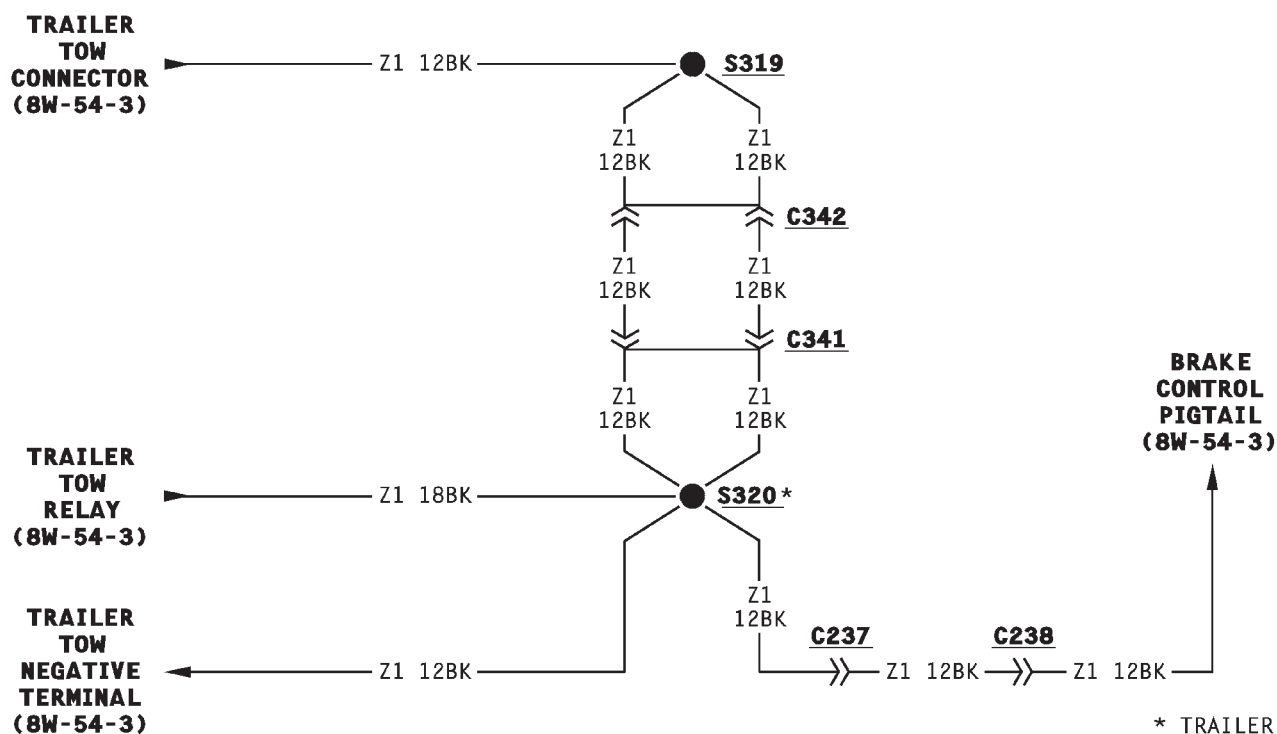 TRAILER
TOW
CONNECTOR
(8W-54-3)
Z1 12BK
S319
Z1
12BK
Z1
12BK
C342
Z1
12BK
Z1
12BK
C341
Z1
12BK
Z1
12BK
BRAKE
CONTROL
PIGTAIL
(8W-54-3)
TRAILER
TOW
RELAY
(8W-54-3)
Z1 18BK
S320*
Z1
12BK
TRAILER
TOW
NEGATIVE
TERMINAL
(8W-54-3)
Z1 12BK
C237
Z1 12BK
C238
Z1 12BK
* TRAILER